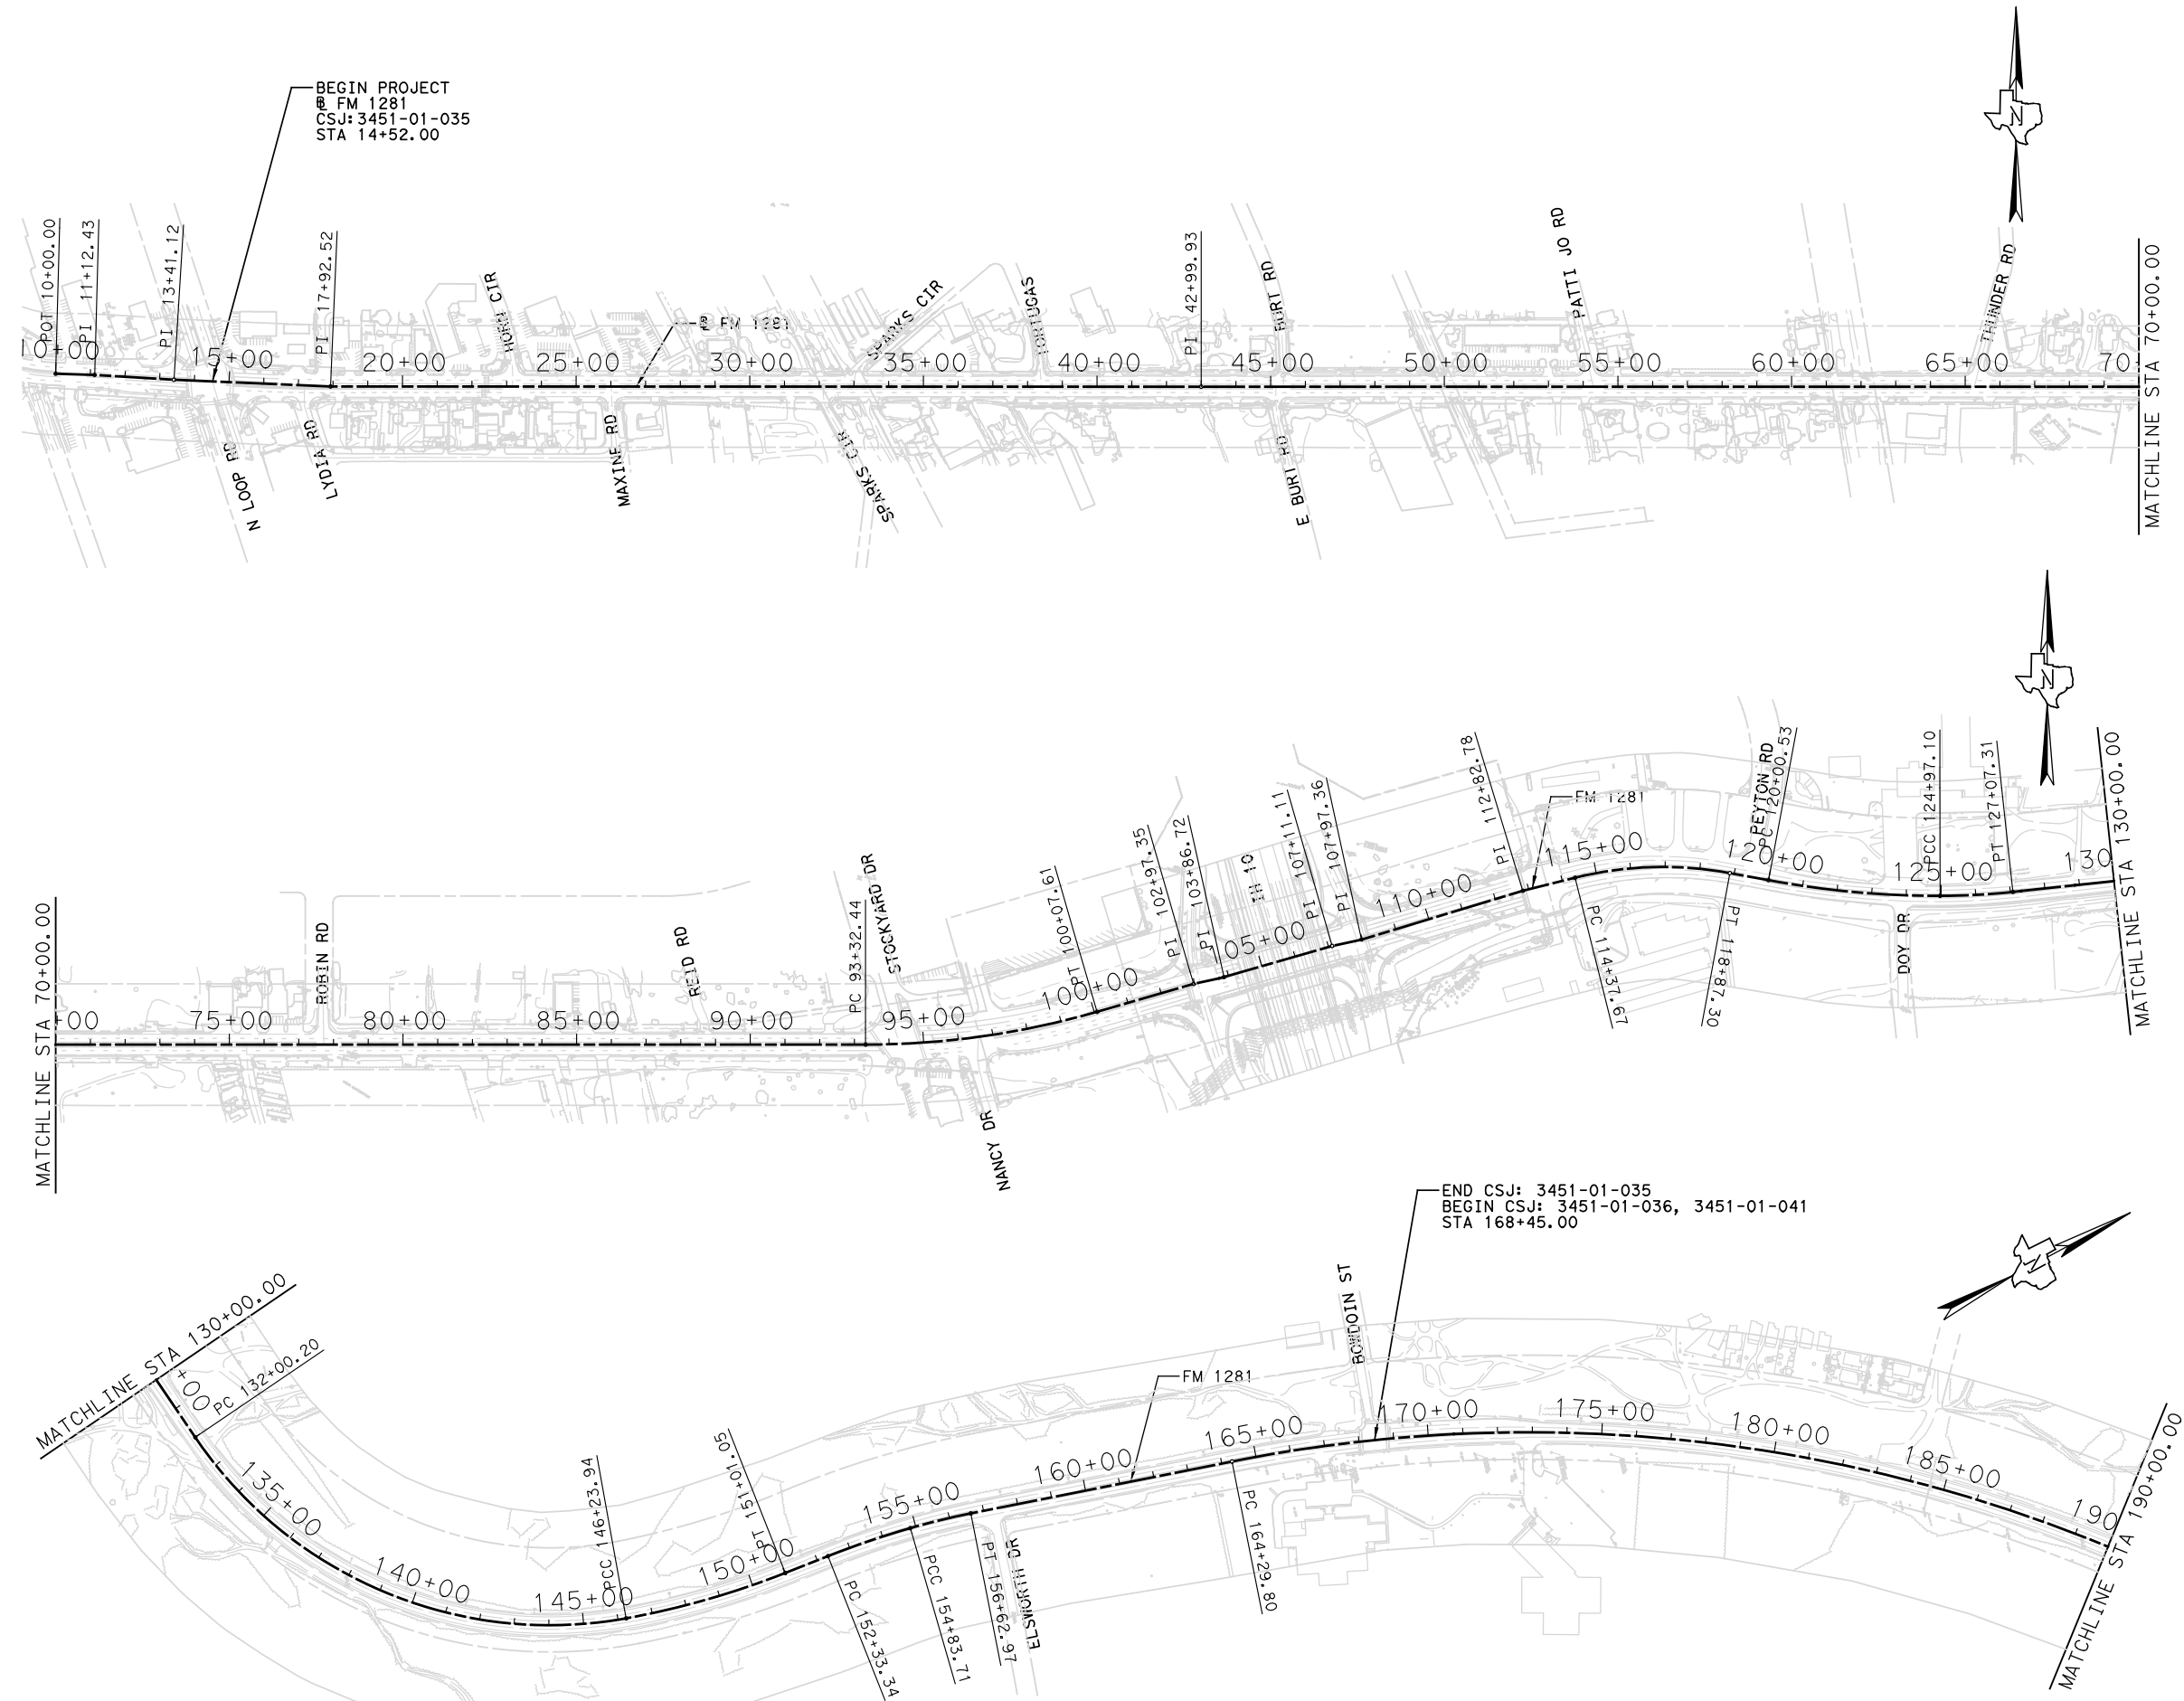 BEGIN PROJECT
℄ FM 1281
CSJ:3451-01-035
STA 14+52.00
N
POT 10+00.00
PI 11+12.43
PI 13+41.12
PI 17+92.52
HORN CIR
SPARKS CIR
TORTUGAS
PI 42+99.93
BURT RD
PATTI JO RD
THUNDER RD
MATCHLINE STA 70+00.00
℄ FM 1281
10+00
15+00
20+00
25+00
30+00
35+00
40+00
45+00
50+00
55+00
60+00
65+00
70+
N LOOP RD
LYDIA RD
MAXINE RD
SPARKS CIR
E BURT RD
N
MATCHLINE STA 70+00.00
ROBIN RD
REID RD
PC 93+32.44
STOCKYARD DR
PT 100+07.61
PI 102+97.35
PI 103+86.72
IH 10
PI 107+11.11
PI 107+97.36
PI 112+82.78
FM 1281
PEYTON RD
PCC 120+00.53
PCC 124+97.10
PT 127+07.31
MATCHLINE STA 130+00.00
+00
75+00
80+00
85+00
90+00
95+00
100+00
105+00
110+00
115+00
120+00
125+00
130
NANCY DR
PC 114+37.67
PT 118+87.30
DOY DR
END CSJ: 3451-01-035
BEGIN CSJ: 3451-01-036, 3451-01-041
STA 168+45.00
N
MATCHLINE STA 130+00.00
PC 132+00.20
PCC 146+23.94
PT 151+01.05
FM 1281
BOWDOIN ST
+00
135+00
140+00
145+00
150+00
155+00
160+00
165+00
170+00
175+00
180+00
185+00
190
PC 152+33.34
PCC 154+83.71
PT 156+62.97
ELSWORTH DR
PC 164+29.80
MATCHLINE STA 190+00.00